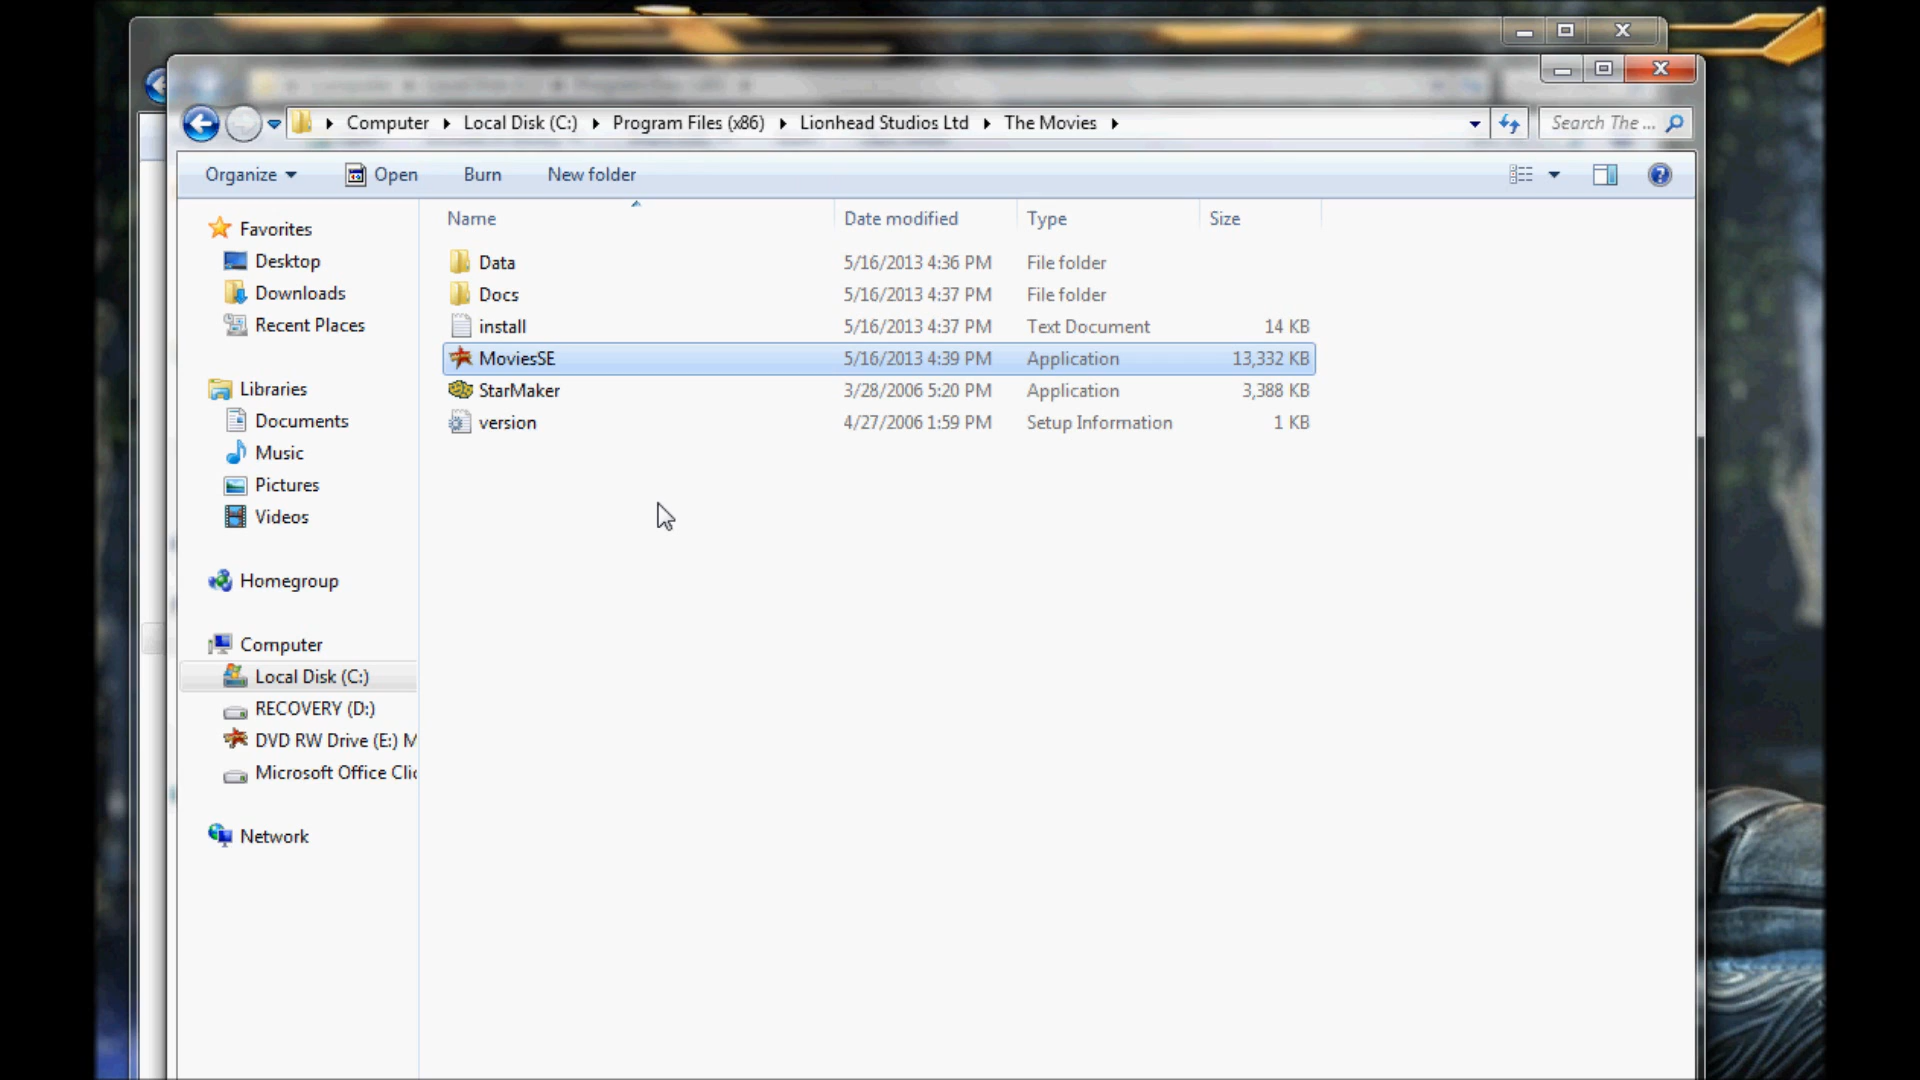 Computer Local Disk (C:) Program Files (x86) Lionhead Studios Ltd The Movies Search The ...
Organize Open Burn New folder
Name Date modified Type Size
Favorites
Desktop
Downloads
Recent Places
Libraries
Documents
Music
Pictures
Videos
Homegroup
Computer
Local Disk (C:)
RECOVERY (D:)
DVD RW Drive (E:) M
Microsoft Office Clic
Network
Data 5/16/2013 4:36 PM File folder
Docs 5/16/2013 4:37 PM File folder
install 5/16/2013 4:37 PM Text Document 14 KB
MoviesSE 5/16/2013 4:39 PM Application 13,332 KB
StarMaker 3/28/2006 5:20 PM Application 3,388 KB
version 4/27/2006 1:59 PM Setup Information 1 KB